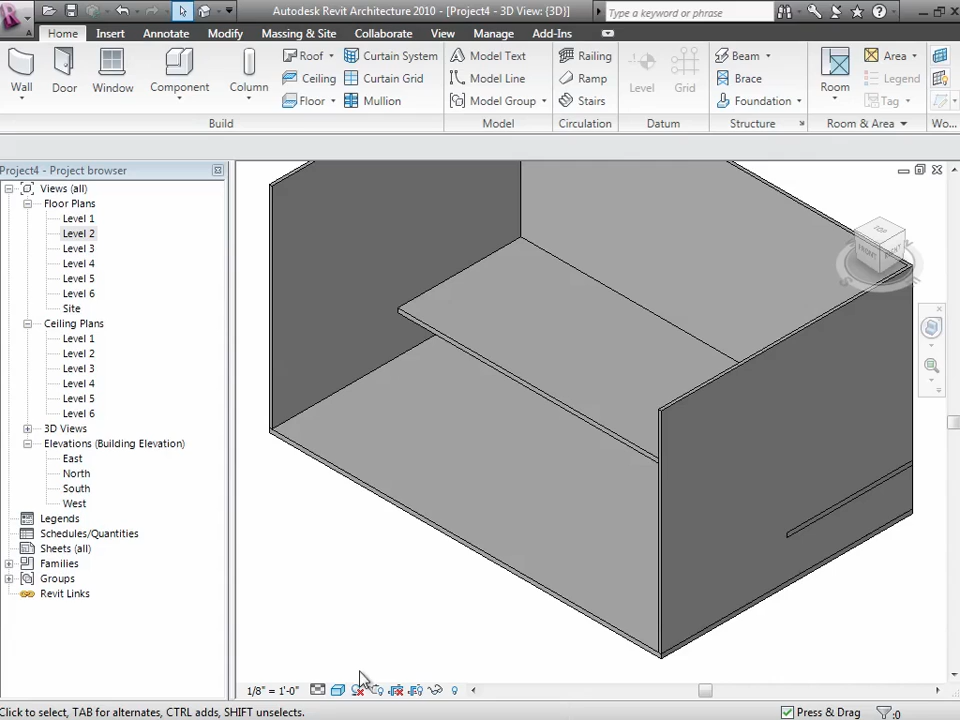 Autodesk Revit Architecture 2010 - [Project4 - 3D View: {3D}]
Type a keyword or phrase
Home Insert Annotate Modify Massing & Site Collaborate View Manage Add-Ins
Wall Door Window Component Column
Roof Ceiling Floor
Curtain System Curtain Grid Mullion
Model Text Model Line Model Group
Railing Ramp Stairs
Level Grid
Beam Brace Foundation
Room Area Legend Tag
Build Model Circulation Datum Structure Room & Area Wo...
Project4 - Project browser
Views (all)
Floor Plans
Level 1
Level 2
Level 3
Level 4
Level 5
Level 6
Site
Ceiling Plans
Level 1
Level 2
Level 3
Level 4
Level 5
Level 6
3D Views
Elevations (Building Elevation)
East
North
South
West
Legends
Schedules/Quantities
Sheets (all)
Families
Groups
Revit Links
TOP
FRONT
RIGHT
1/8" = 1'-0"
Click to select, TAB for alternates, CTRL adds, SHIFT unselects.
Press & Drag
:0